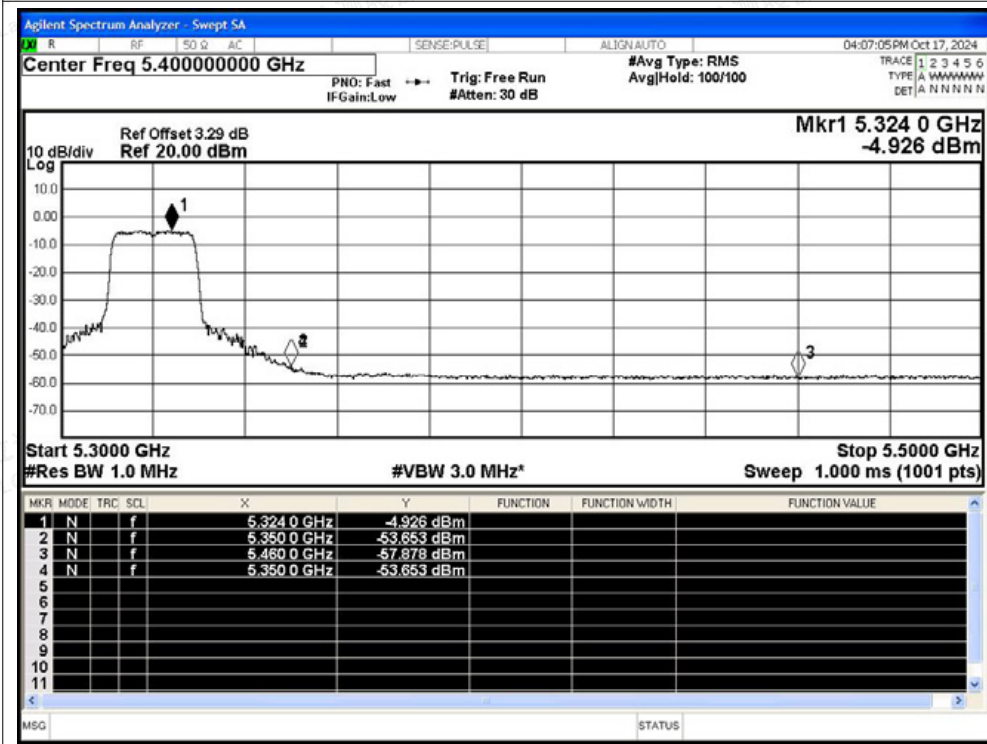 Agilent Spectrum Analyzer - Swept SA
LXI R RF 50 Ω AC SENSE:PULSE ALIGN AUTO 04:07:05 PM Oct 17, 2024
Center Freq 5.400000000 GHz #Avg Type: RMS TRACE 1 2 3 4 5 6
PNO: Fast Trig: Free Run Avg|Hold: 100/100 TYPE A WWWWW
IFGain:Low #Atten: 30 dB DET A N N N N N
Ref Offset 3.29 dB Mkr1 5.324 0 GHz
10 dB/div Ref 20.00 dBm -4.926 dBm
Log
10.0
0.00
-10.0
-20.0
-30.0
-40.0
-50.0
-60.0
-70.0
1
2
3
Start 5.3000 GHz Stop 5.5000 GHz
#Res BW 1.0 MHz #VBW 3.0 MHz* Sweep 1.000 ms (1001 pts)
MKR MODE TRC SCL X Y FUNCTION FUNCTION WIDTH FUNCTION VALUE
1 N f 5.324 0 GHz -4.926 dBm
2 N f 5.350 0 GHz -53.653 dBm
3 N f 5.460 0 GHz -57.878 dBm
4 N f 5.350 0 GHz -53.653 dBm
5
6
7
8
9
10
11
MSG STATUS